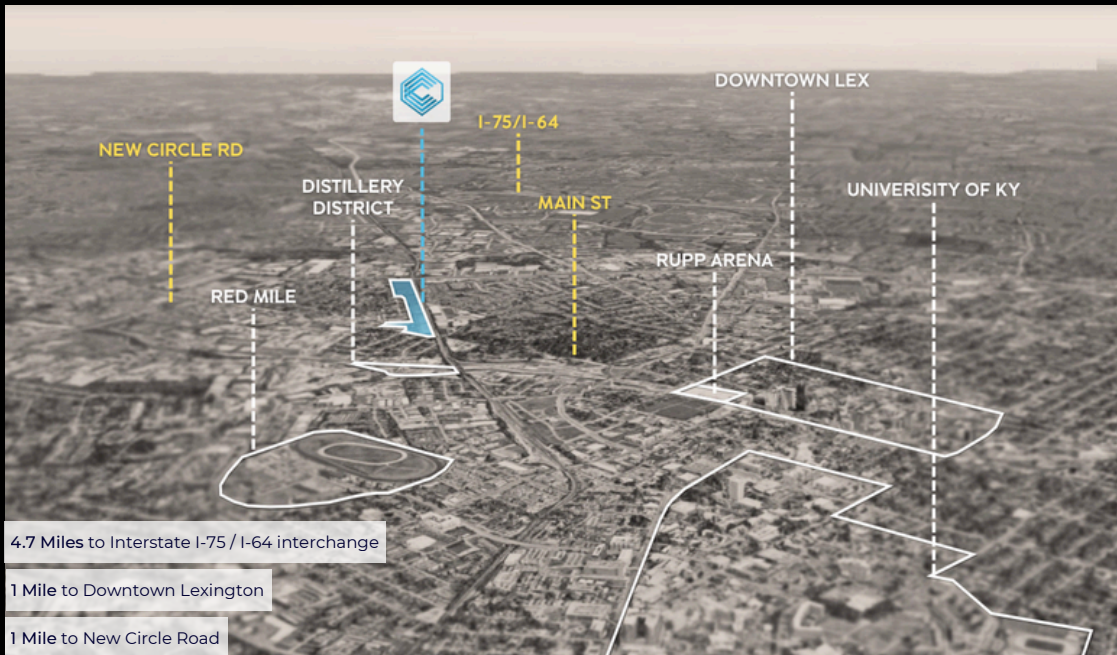 DOWNTOWN LEX
I-75/I-64
NEW CIRCLE RD
DISTILLERY
DISTRICT
UNIVERISITY OF KY
MAIN ST
RUPP ARENA
RED MILE
4.7 Miles to Interstate I-75 / I-64 interchange
1 Mile to Downtown Lexington
1 Mile to New Circle Road